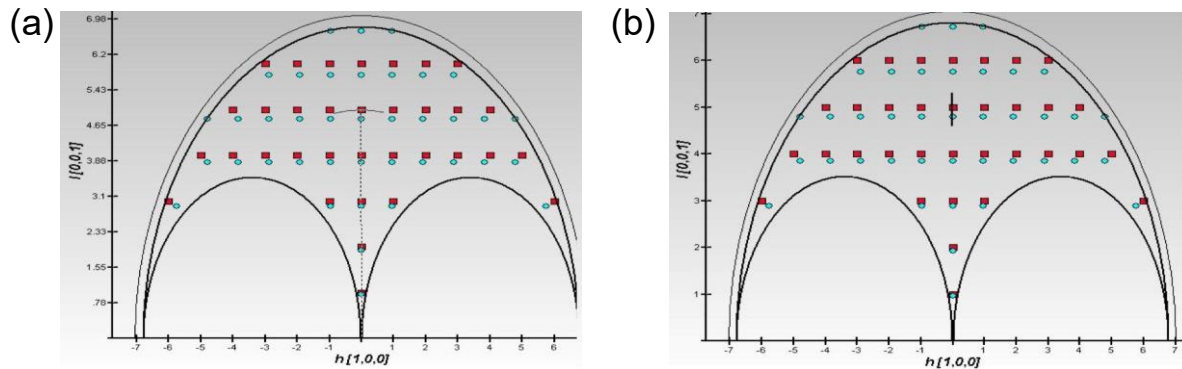 (a)
6.98
6.2
5.43
4.65
3.88
3.1
2.33
1.55
.78
l [0,0,1]
-7 -6 -5 -4 -3 -2 -1 0 1 2 3 4 5 6
h [1,0,0]
(b)
7
6
5
4
3
2
1
l [0,0,1]
-7 -6 -5 -4 -3 -2 -1 0 1 2 3 4 5 6 7
h [1,0,0]